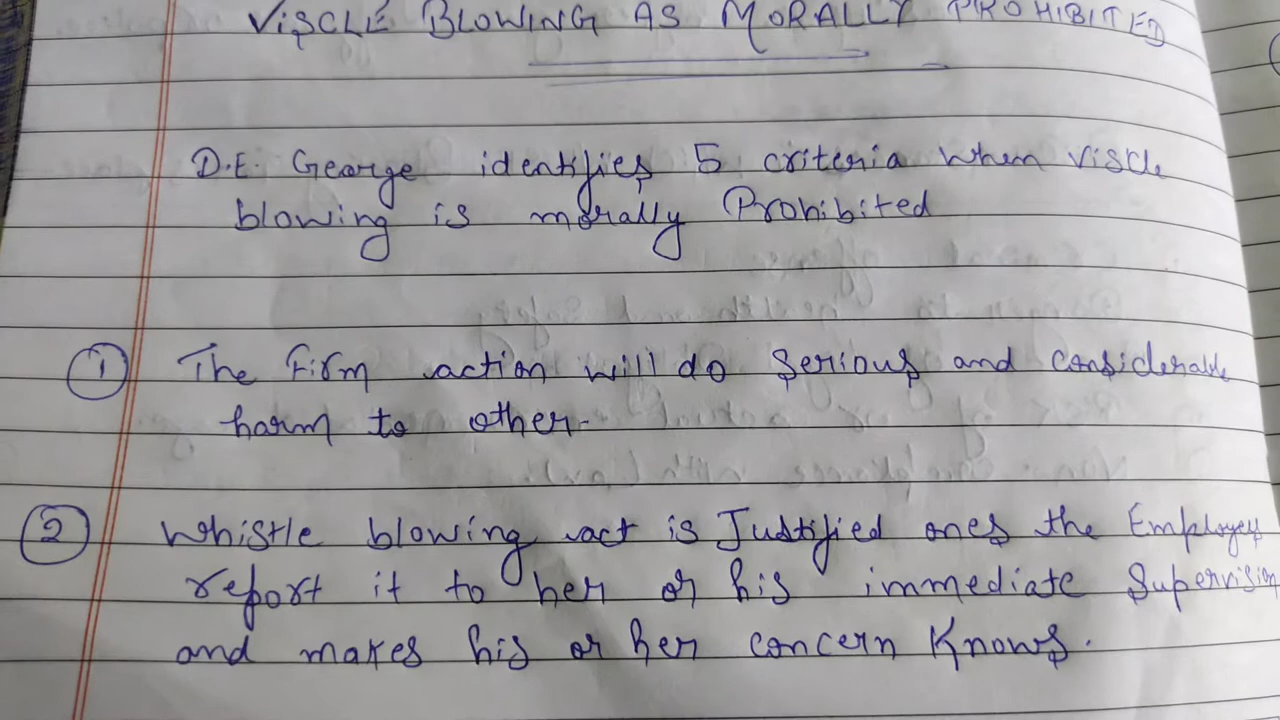 VISCLE BLOWING AS MORALLY PROHIBITED
D.E. George identifies 5 criteria when viscle
blowing is morally Prohibited
1 The Firm action will do serious and considerable
harm to other.
2 Whistle blowing act is Justified ones the Employes
report it to her or his immediate Supervision
and makes his or her concern Knows.